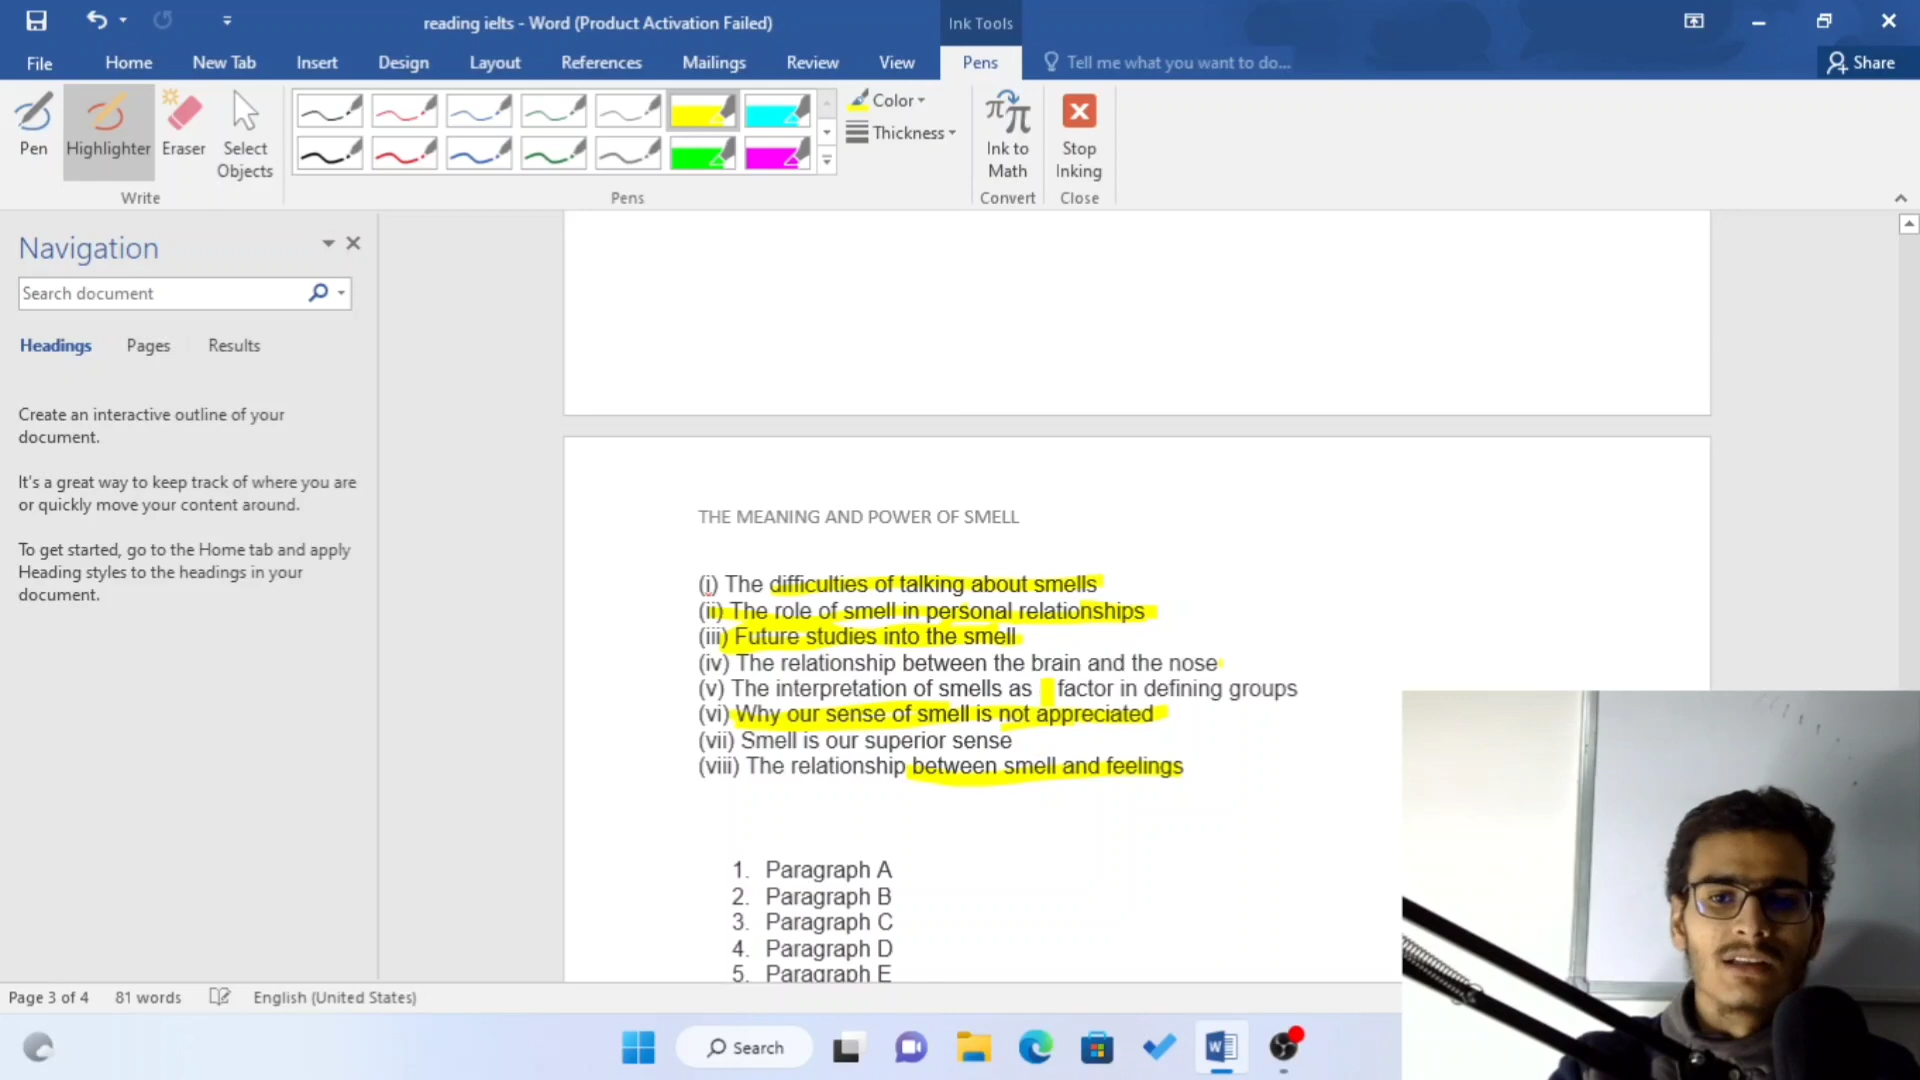 reading ielts - Word (Product Activation Failed)
Ink Tools
File
Home
New Tab
Insert
Design
Layout
References
Mailings
Review
View
Pens
Tell me what you want to do...
Share
Pen
Highlighter
Eraser
Select
Objects
Color
Thickness
Ink to
Math
Stop
Inking
Write
Pens
Convert
Close
Navigation
Search document
Headings
Pages
Results
Create an interactive outline of your
document.
It's a great way to keep track of where you are
or quickly move your content around.
To get started, go to the Home tab and apply
Heading styles to the headings in your
document.
THE MEANING AND POWER OF SMELL
(i) The difficulties of talking about smells
(ii) The role of smell in personal relationships
(iii) Future studies into the smell
(iv) The relationship between the brain and the nose
(v) The interpretation of smells as factor in defining groups
(vi) Why our sense of smell is not appreciated
(vii) Smell is our superior sense
(viii) The relationship between smell and feelings
1. Paragraph A
2. Paragraph B
3. Paragraph C
4. Paragraph D
5. Paragraph E
Page 3 of 4
81 words
English (United States)
Search